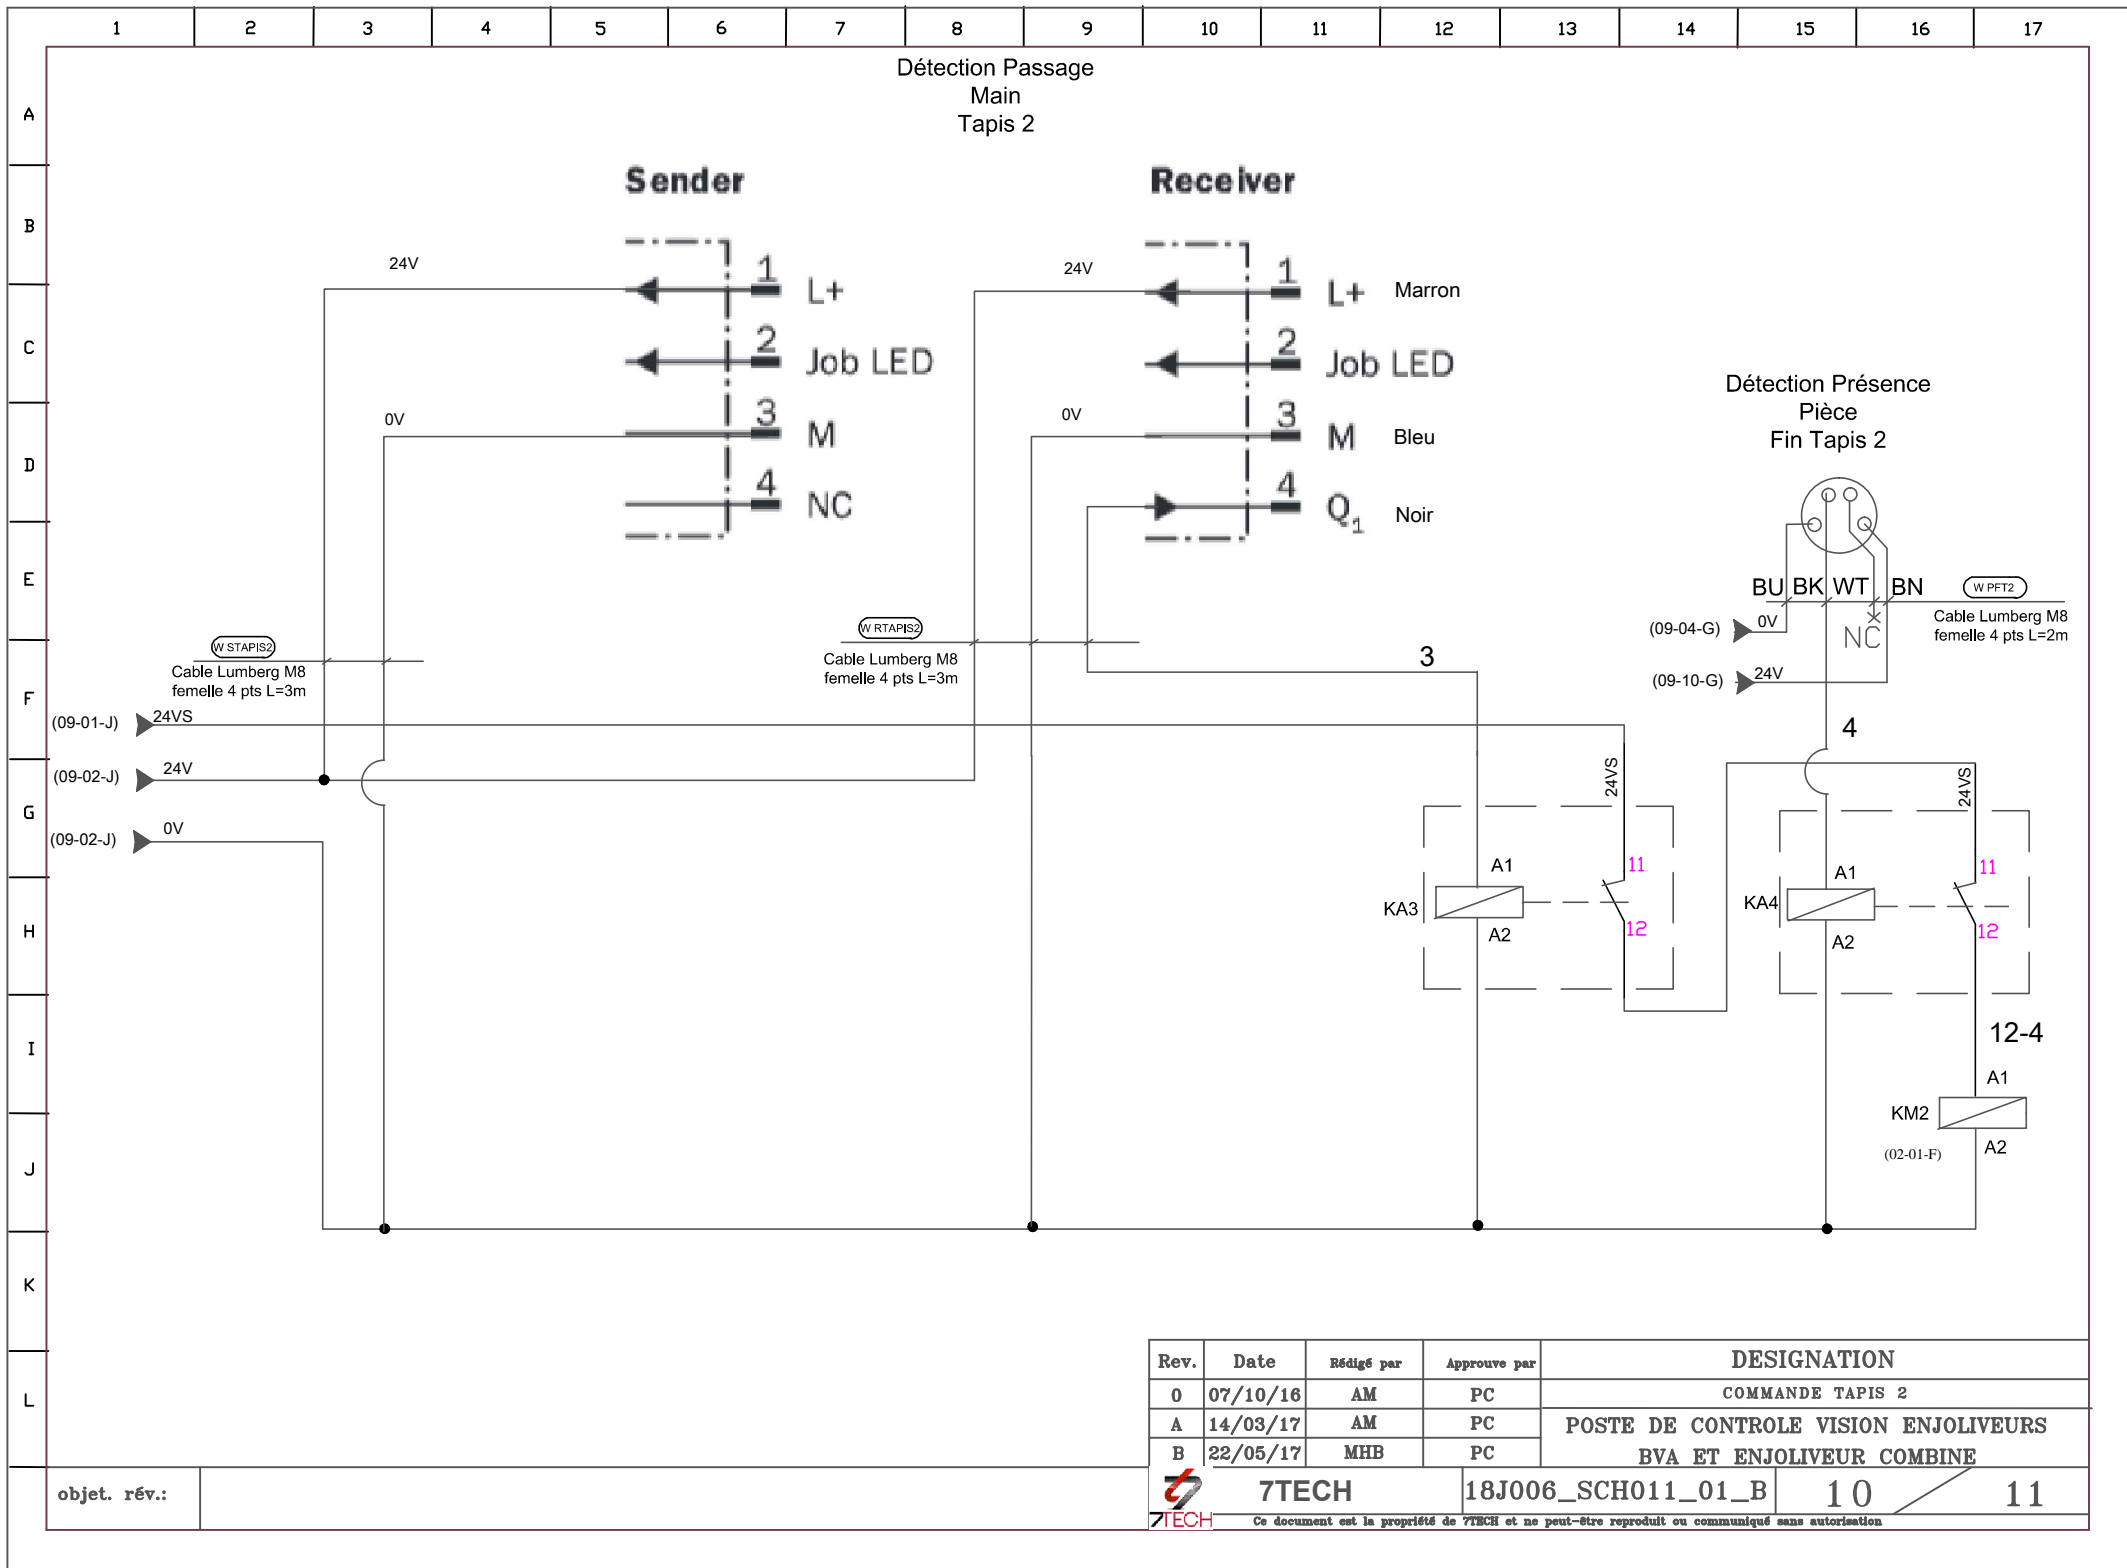 1 2 3 4 5 6 7 8 9 10 11 12 13 14 15 16 17
A
B
C
D
E
F
G
H
I
J
K
L
Détection Passage
Main
Tapis 2
Sender
24V
1
L+
2
Job LED
0V
3
M
4
NC
Receiver
24V
1
L+
Marron
2
Job LED
0V
3
M
Bleu
4
Q1
Noir
Détection Présence
Pièce
Fin Tapis 2
BU BK WT BN
W PFT2
Cable Lumberg M8
femelle 4 pts L=2m
(09-04-G)
0V
NC
(09-10-G)
24V
4
W STAPIS2
Cable Lumberg M8
femelle 4 pts L=3m
W RTAPIS2
Cable Lumberg M8
femelle 4 pts L=3m
3
(09-01-J)
24VS
(09-02-J)
24V
(09-02-J)
0V
24VS
KA3
A1
A2
11
12
24VS
KA4
A1
A2
11
12
12-4
A1
KM2
A2
(02-01-F)
Rev. Date Rédigé par Approuve par DESIGNATION
0 07/10/16 AM PC COMMANDE TAPIS 2
A 14/03/17 AM PC POSTE DE CONTROLE VISION ENJOLIVEURS
B 22/05/17 MHB PC BVA ET ENJOLIVEUR COMBINE
objet. rév.:
7TECH
7TECH 18J006_SCH011_01_B 10 / 11
Ce document est la propriété de 7TECH et ne peut-être reproduit ou communiqué sans autorisation